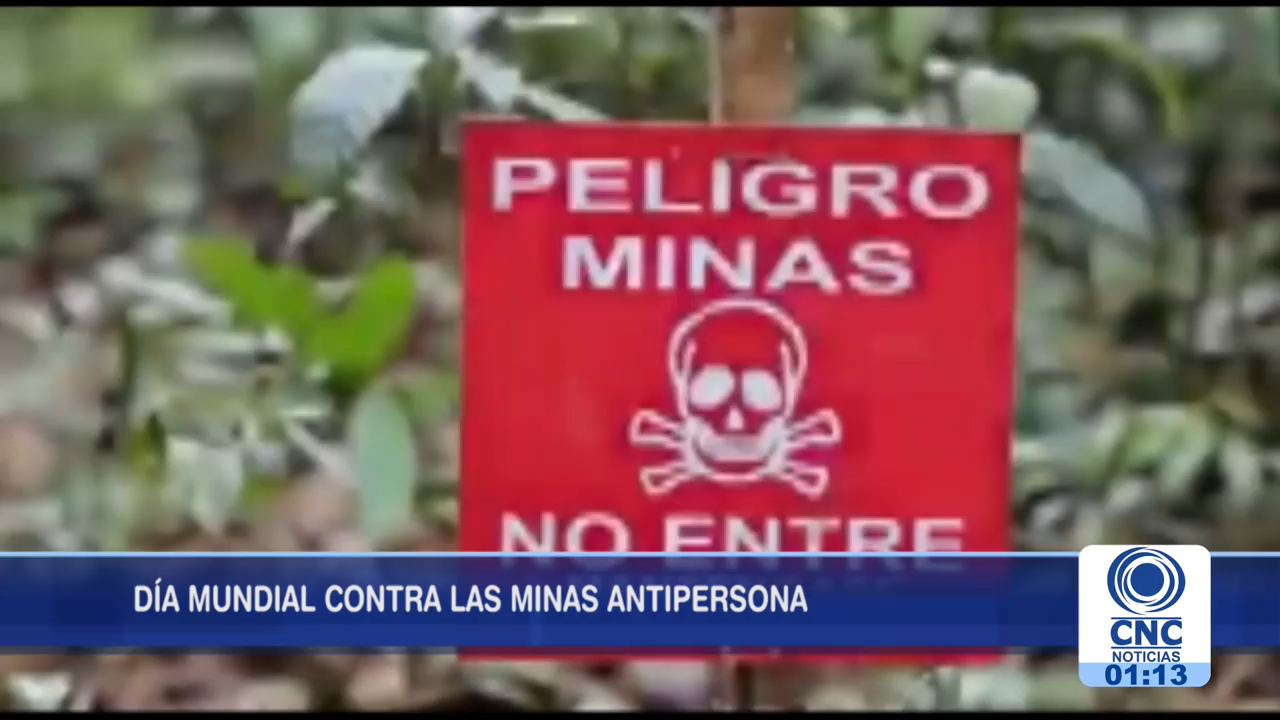 PELIGRO
MINAS
NO ENTRE
DÍA MUNDIAL CONTRA LAS MINAS ANTIPERSONA
CNC
NOTICIAS
01:13